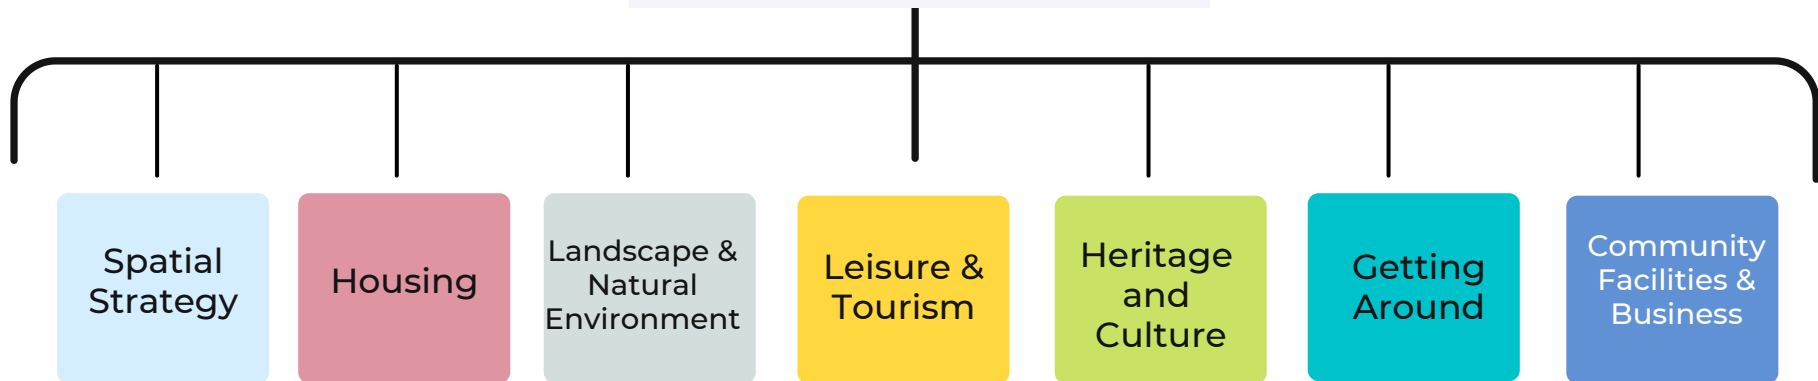 Spatial
Strategy
Housing
Landscape &
Natural
Environment
Leisure &
Tourism
Heritage
and
Culture
Getting
Around
Community
Facilities &
Business